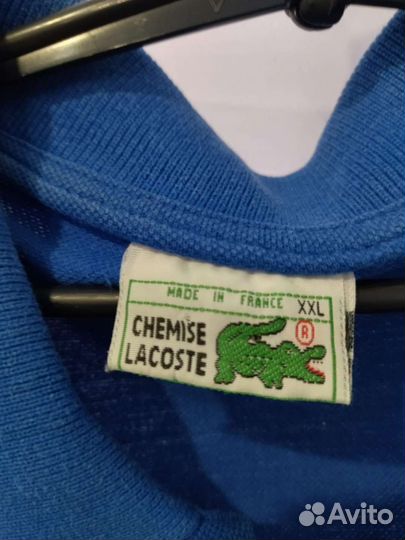 MADE IN FRANCE XXL
CHEMISE
LACOSTE
®
Avito